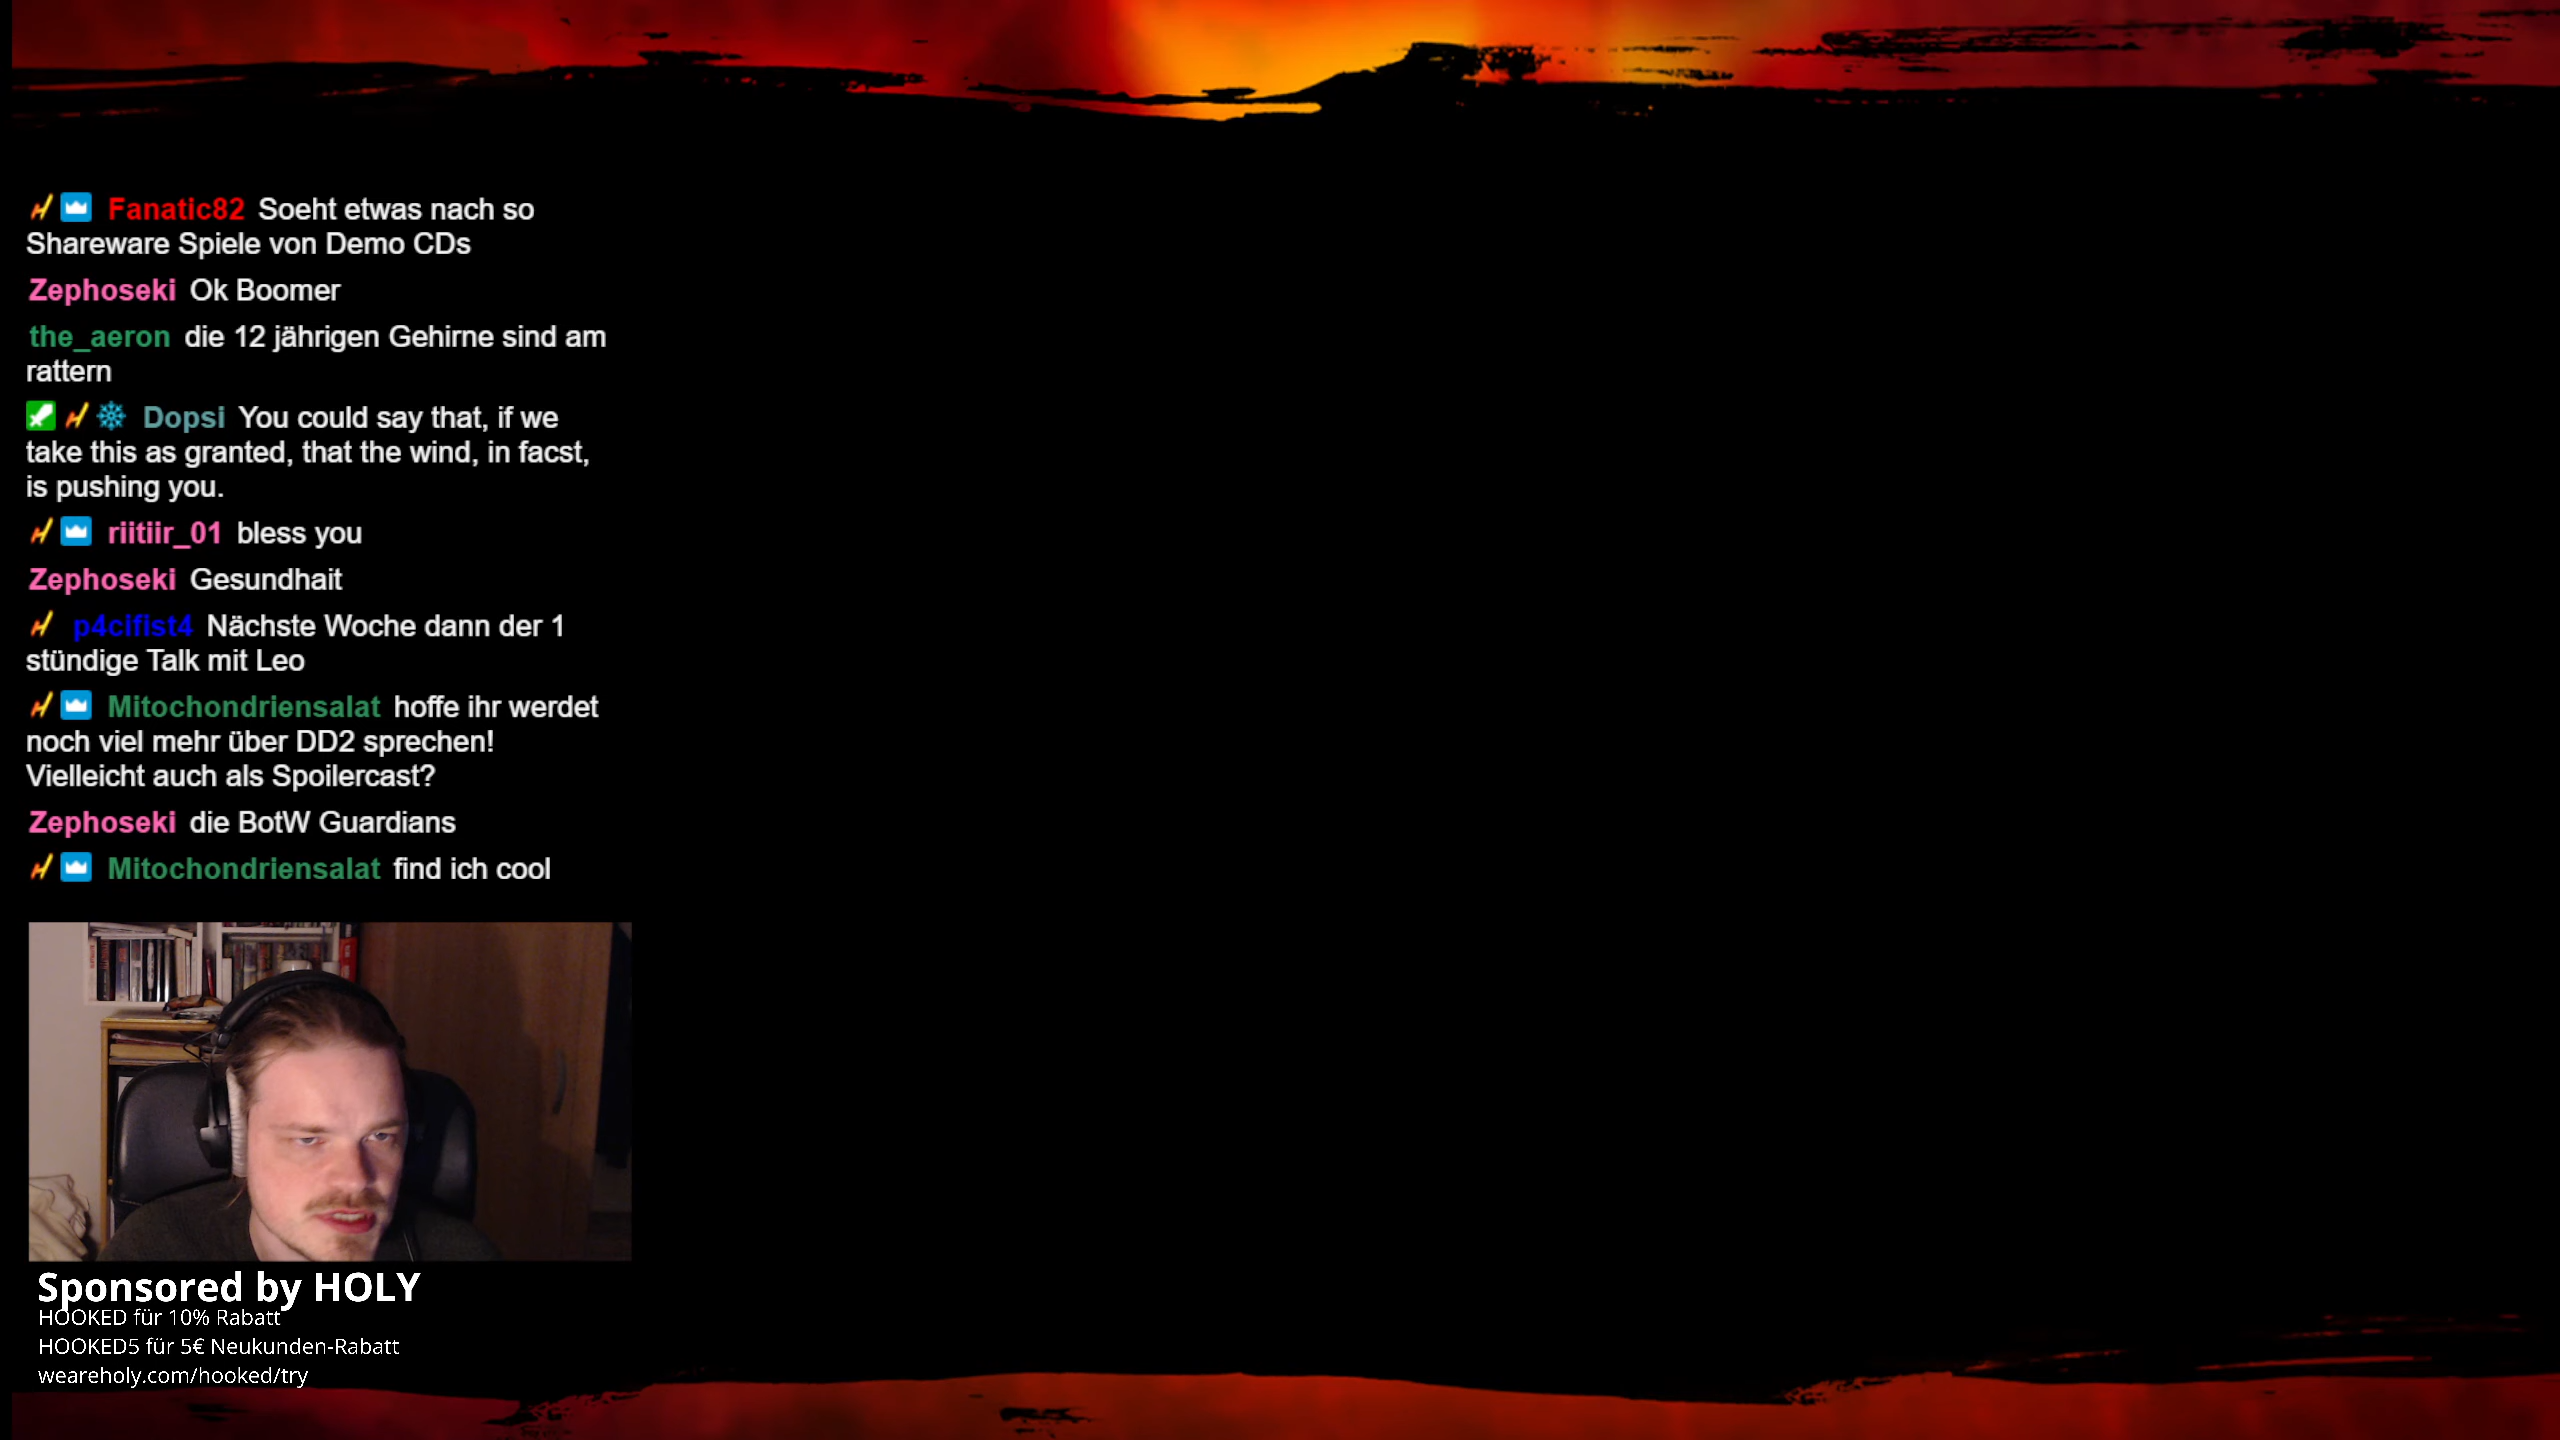 Fanatic82 Soeht etwas nach so
Shareware Spiele von Demo CDs
Zephoseki Ok Boomer
the_aeron die 12 jährigen Gehirne sind am
rattern
Dopsi You could say that, if we
take this as granted, that the wind, in facst,
is pushing you.
riitiir_01 bless you
Zephoseki Gesundhait
p4cifist4 Nächste Woche dann der 1
stündige Talk mit Leo
Mitochondriensalat hoffe ihr werdet
noch viel mehr über DD2 sprechen!
Vielleicht auch als Spoilercast?
Zephoseki die BotW Guardians
Mitochondriensalat find ich cool
Sponsored by HOLY
HOOKED für 10% Rabatt
HOOKED5 für 5€ Neukunden-Rabatt
weareholy.com/hooked/try